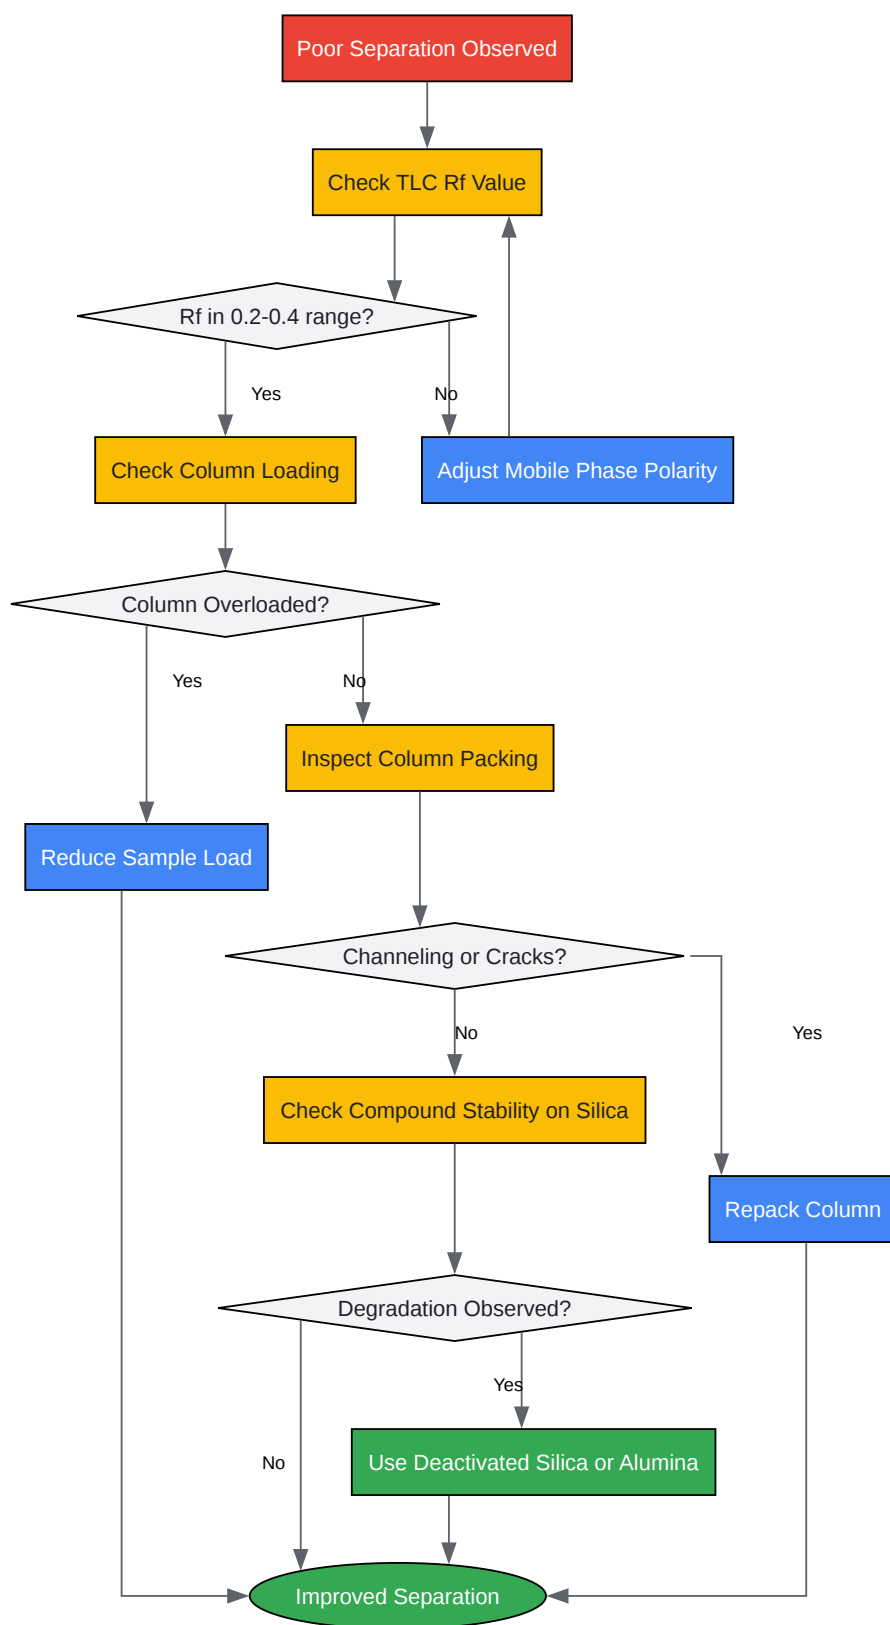 Poor Separation Observed
Check TLC Rf Value
Rf in 0.2-0.4 range?
Yes
No
Check Column Loading
Adjust Mobile Phase Polarity
Column Overloaded?
Yes
No
Inspect Column Packing
Reduce Sample Load
Channeling or Cracks?
No
Yes
Check Compound Stability on Silica
Repack Column
Degradation Observed?
Yes
No
Use Deactivated Silica or Alumina
Improved Separation